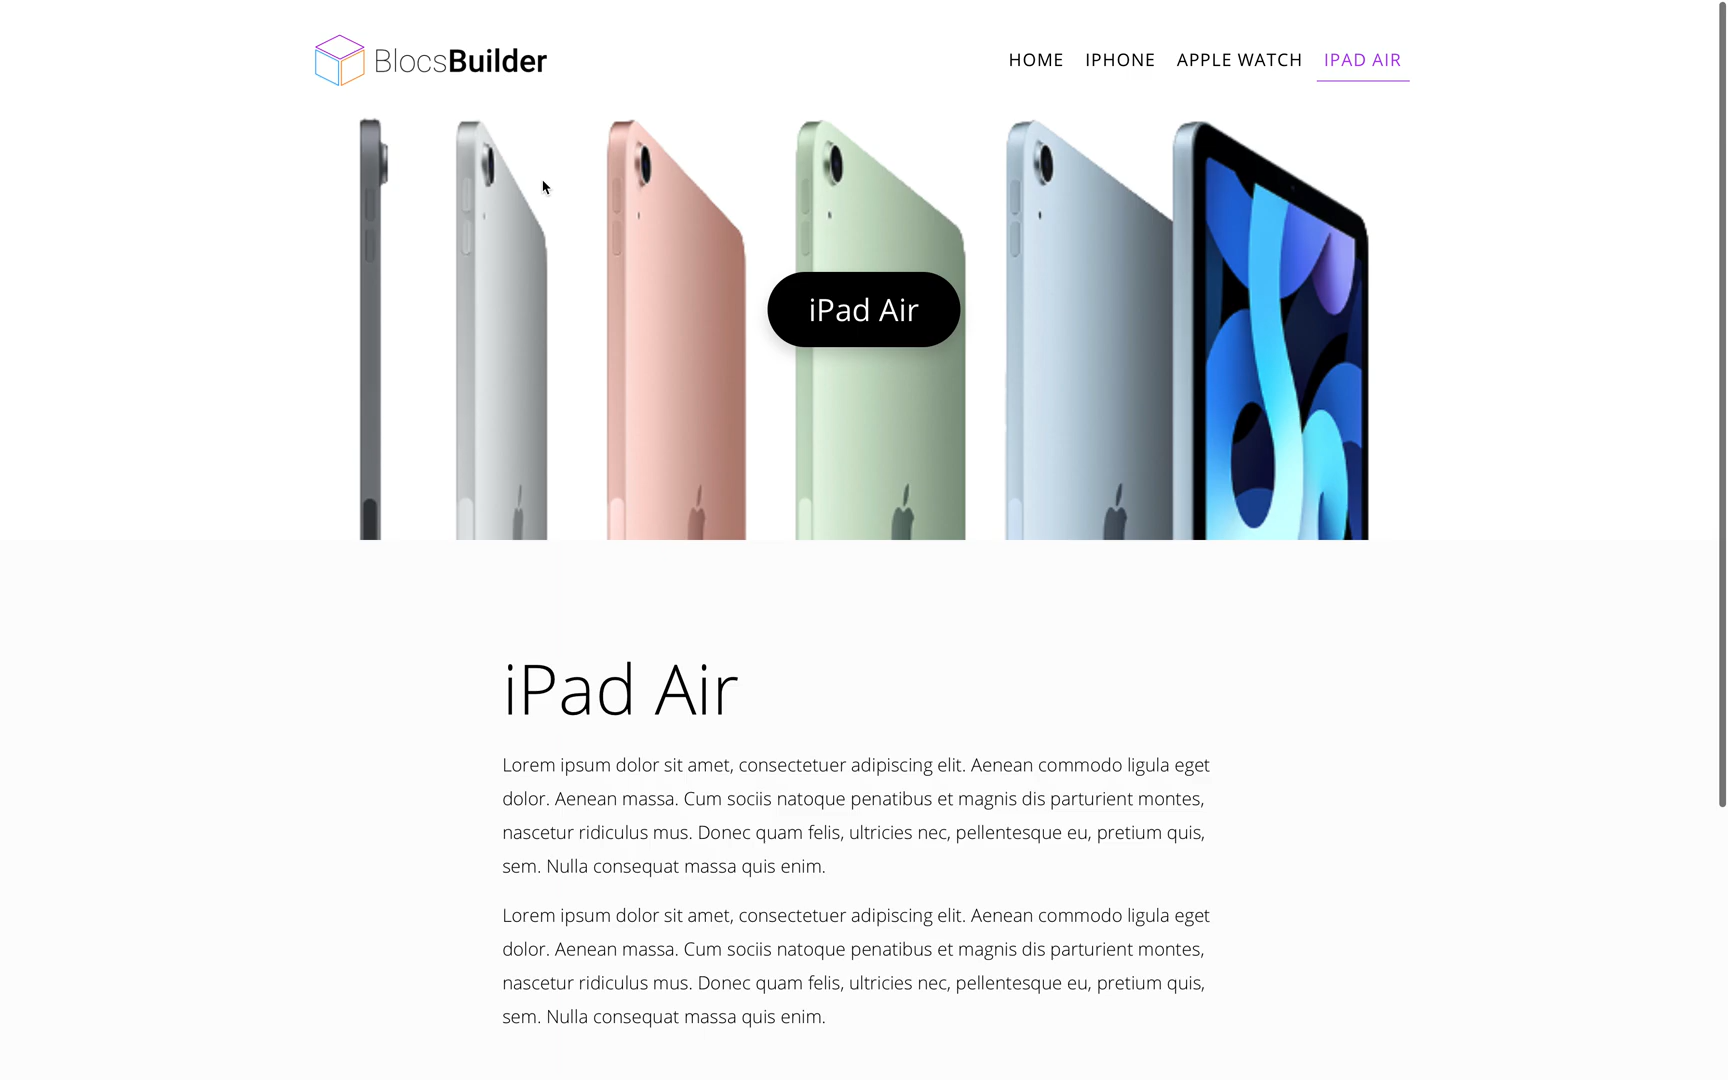 BlocsBuilder
HOME IPHONE APPLE WATCH IPAD AIR
iPad Air
iPad Air
Lorem ipsum dolor sit amet, consectetuer adipiscing elit. Aenean commodo ligula eget
dolor. Aenean massa. Cum sociis natoque penatibus et magnis dis parturient montes,
nascetur ridiculus mus. Donec quam felis, ultricies nec, pellentesque eu, pretium quis,
sem. Nulla consequat massa quis enim.
Lorem ipsum dolor sit amet, consectetuer adipiscing elit. Aenean commodo ligula eget
dolor. Aenean massa. Cum sociis natoque penatibus et magnis dis parturient montes,
nascetur ridiculus mus. Donec quam felis, ultricies nec, pellentesque eu, pretium quis,
sem. Nulla consequat massa quis enim.